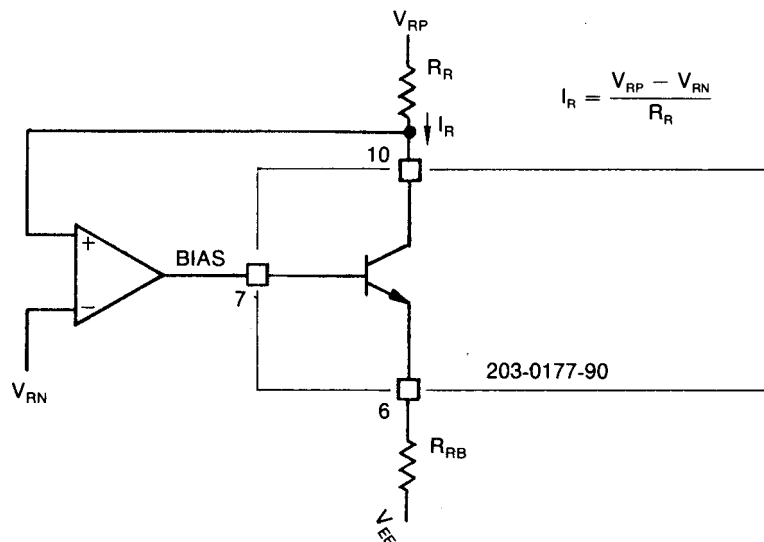 V_RP
R_R
I_R = (V_RP − V_RN) / R_R
I_R
10
+
BIAS
7
−
V_RN
203-0177-90
6
R_RB
V_EE